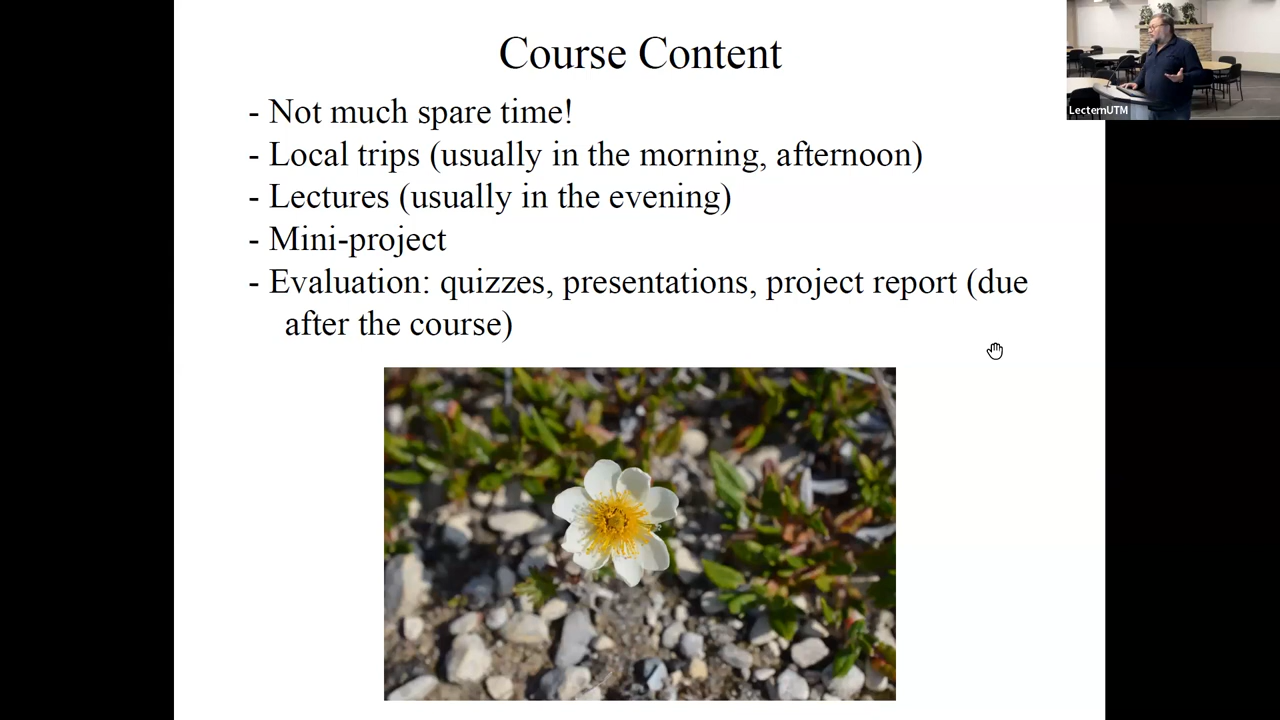 Course Content
- Not much spare time!
- Local trips (usually in the morning, afternoon)
- Lectures (usually in the evening)
- Mini-project
- Evaluation: quizzes, presentations, project report (due
after the course)
LecternUTM